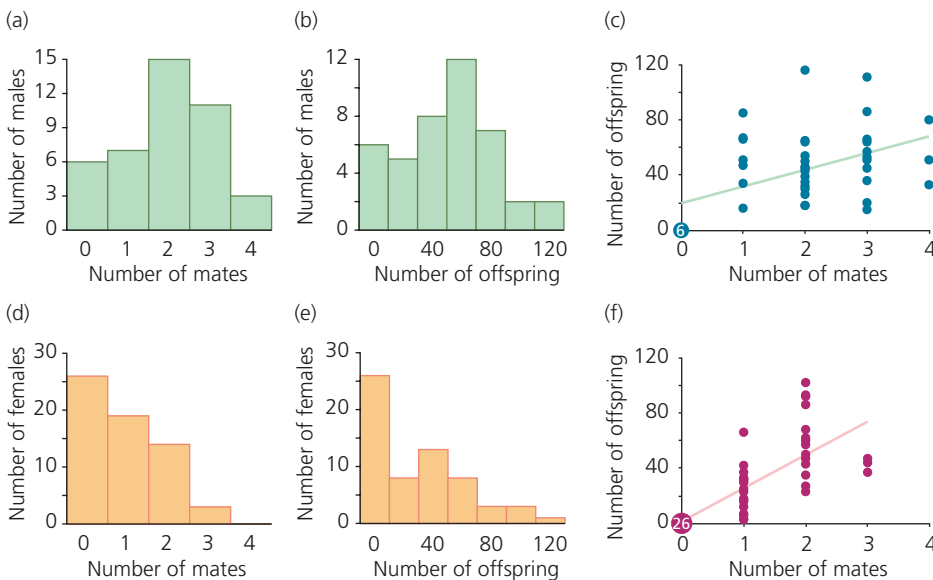 (a)
Number of males
15
12
9
6
3
0
0 1 2 3 4
Number of mates
(b)
Number of males
12
8
4
0
0 40 80 120
Number of offspring
(c)
Number of offspring
120
80
40
0
6
0 1 2 3 4
Number of mates
(d)
Number of females
30
20
10
0
0 1 2 3 4
Number of mates
(e)
Number of females
30
20
10
0
0 40 80 120
Number of offspring
(f)
Number of offspring
120
80
40
0
26
0 1 2 3 4
Number of mates